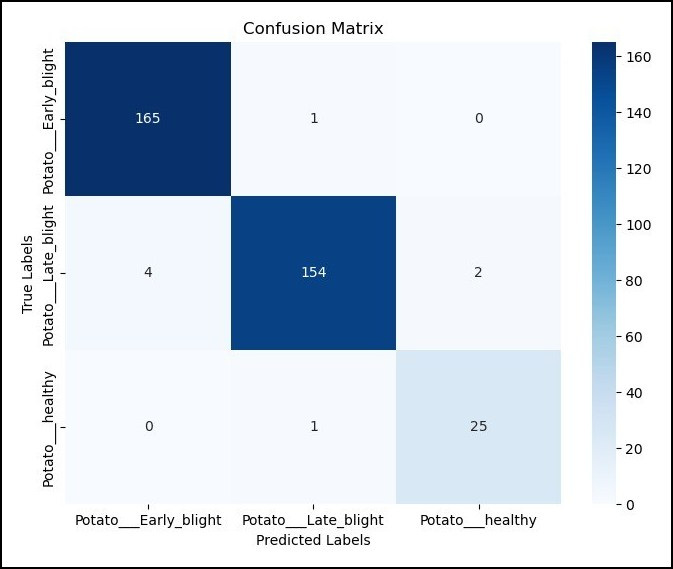 Confusion Matrix
True Labels
Potato___Early_blight
165 1 0
Potato___Late_blight
4 154 2
Potato___healthy
0 1 25
Potato___Early_blight Potato___Late_blight Potato___healthy
Predicted Labels
160
140
120
100
80
60
40
20
0